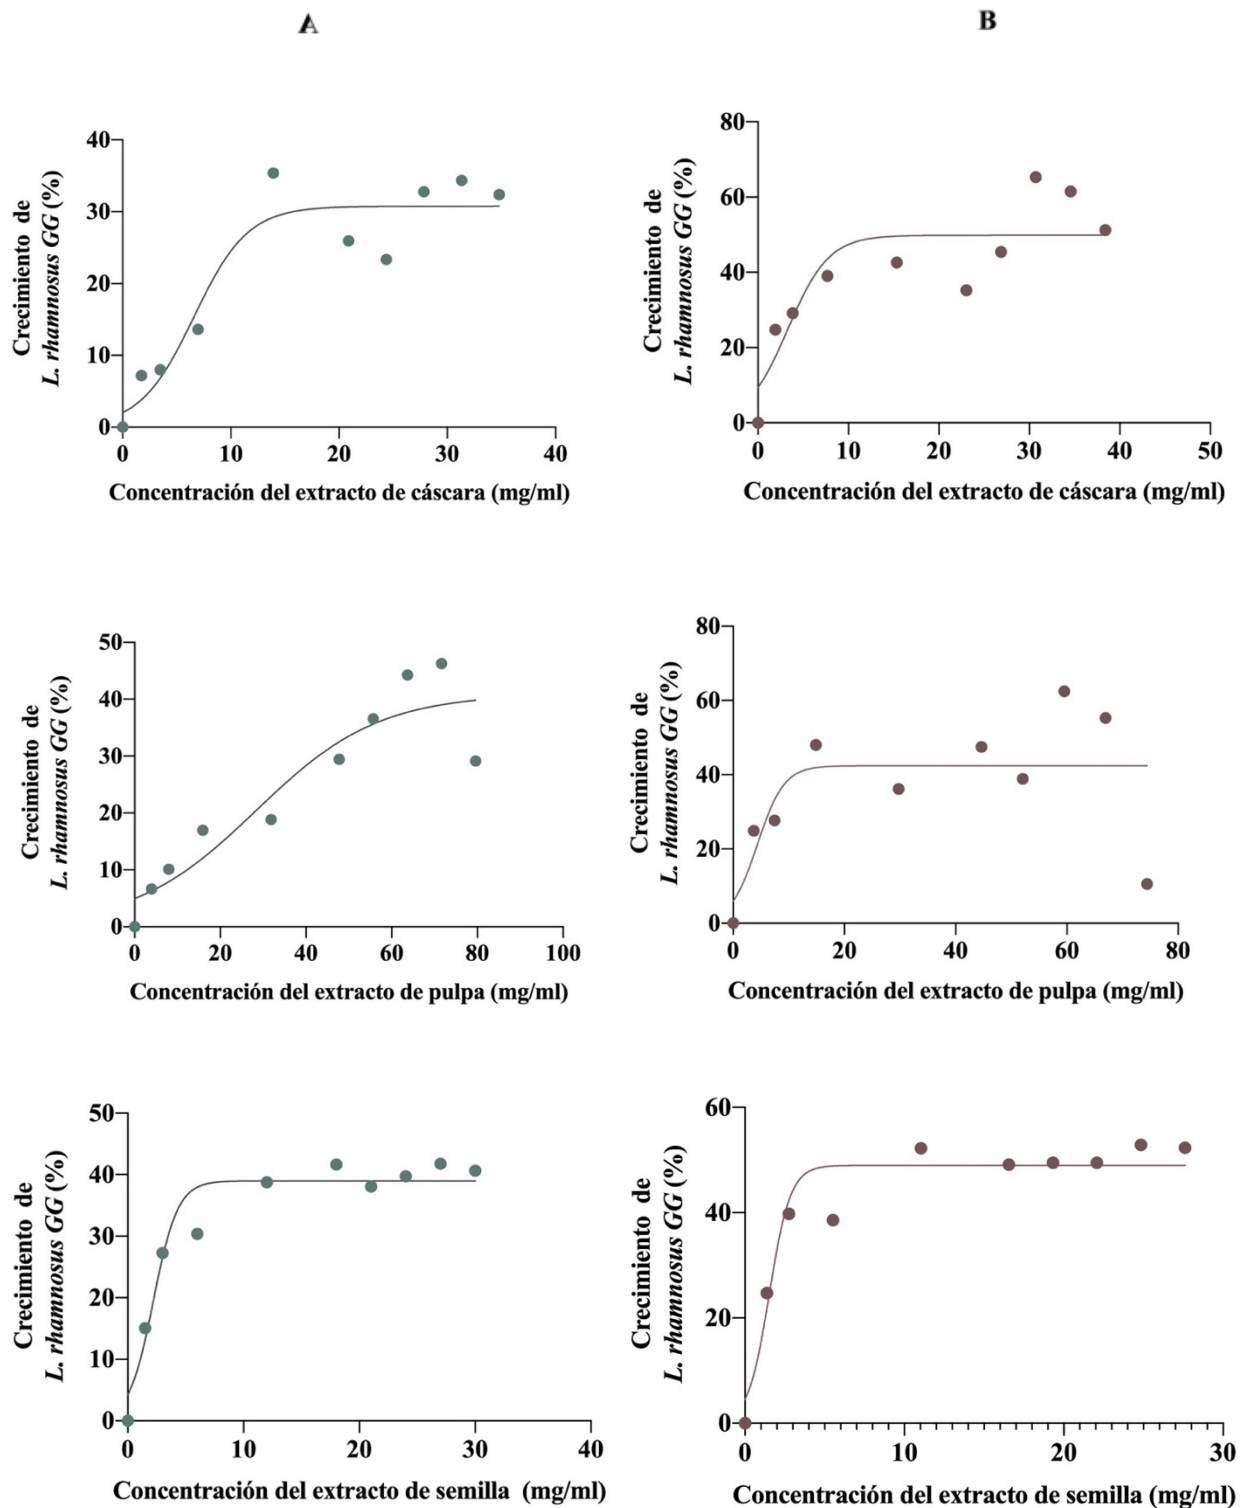 A
B
Crecimiento de
L. rhamnosus GG (%)
40
30
20
10
0
0 10 20 30 40
Concentración del extracto de cáscara (mg/ml)
Crecimiento de
L. rhamnosus GG (%)
80
60
40
20
0
0 10 20 30 40 50
Concentración del extracto de cáscara (mg/ml)
Crecimiento de
L. rhamnosus GG (%)
50
40
30
20
10
0
0 20 40 60 80 100
Concentración del extracto de pulpa (mg/ml)
Crecimiento de
L. rhamnosus GG (%)
80
60
40
20
0
0 20 40 60 80
Concentración del extracto de pulpa (mg/ml)
Crecimiento de
L. rhamnosus GG (%)
50
40
30
20
10
0
0 10 20 30 40
Concentración del extracto de semilla (mg/ml)
Crecimiento de
L. rhamnosus GG (%)
60
40
20
0
0 10 20 30
Concentración del extracto de semilla (mg/ml)